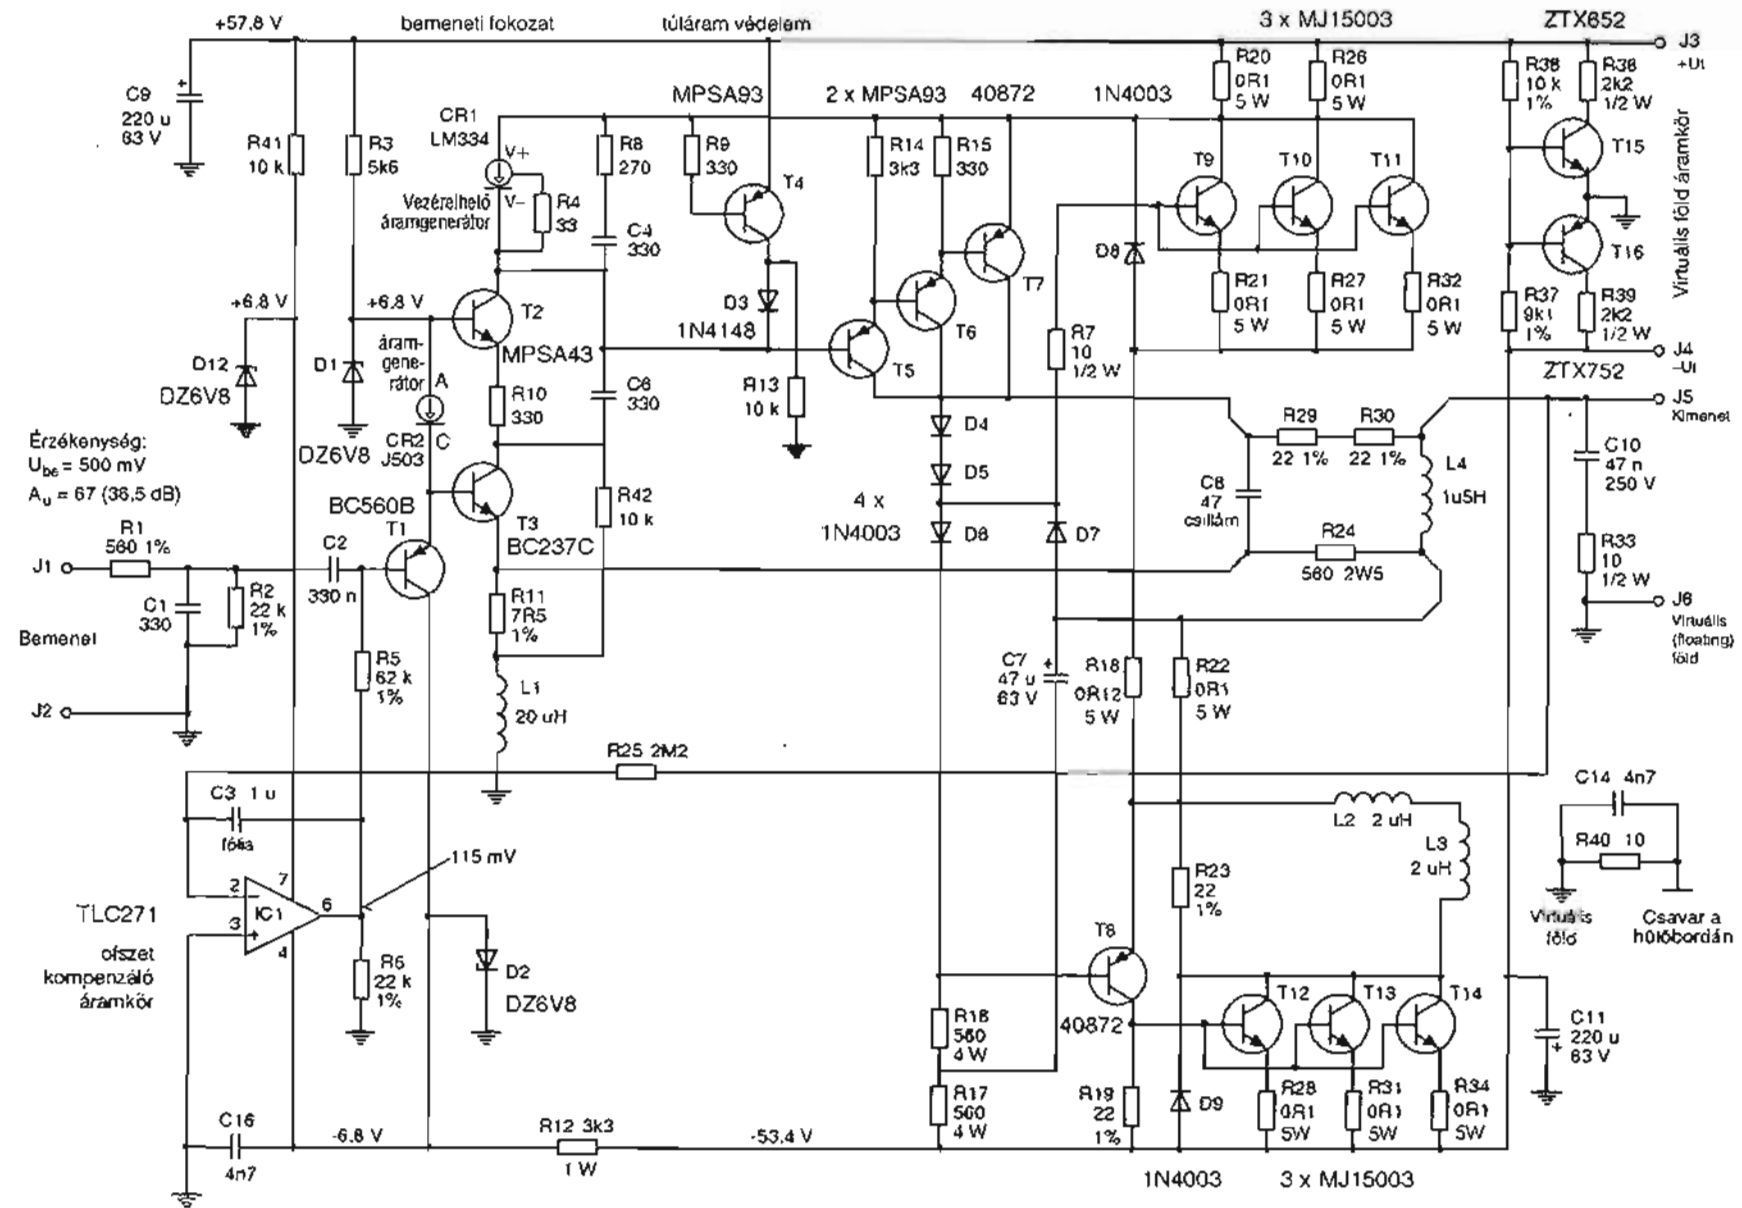 +57.8 V
bemeneti fokozat
túláram védelem
3 x MJ15003
ZTX652
J3
+Ut
C9
220 u
63 V
+
R41
10 k
R3
5k6
CR1
LM334
V+
V−
Vezérelhető
áramgenerátor
R4
33
R8
270
C4
330
MPSA93
R9
330
T4
2 x MPSA93
40872
R14
3k3
R15
330
T7
T6
T5
1N4003
D8
R20
0R1
5 W
R26
0R1
5 W
T9
T10
T11
R21
0R1
5 W
R27
0R1
5 W
R32
0R1
5 W
R38
10 k
1%
R36
2k2
1/2 W
T15
T16
Virtuális föld áramkör
R37
9k1
1%
R39
2k2
1/2 W
J4
−Ut
ZTX752
+6.8 V
+6.8 V
T2
MPSA43
D3
1N4148
D12
DZ6V8
D1
DZ6V8
áram-
gene-
rátor
A
C
CR2
J503
R10
330
C6
330
R13
10 k
R7
10
1/2 W
D4
D5
D6
D7
4 x
1N4003
R29
22 1%
R30
22 1%
L4
1u5H
C8
47
csillám
R24
560 2W5
J5
Kimenet
C10
47 n
250 V
R33
10
1/2 W
J6
Virtuális
(floating)
föld
Érzékenység:
Ube = 500 mV
Au = 67 (36,5 dB)
R1
560 1%
J1
J2
Bemenet
C1
330
R2
22 k
1%
C2
330 n
BC560B
T1
T3
BC237C
R42
10 k
R11
7R5
1%
L1
20 uH
R5
62 k
1%
C7
47 u
63 V
+
R18
0R12
5 W
R22
0R1
5 W
R25 2M2
C3 1 u
fólia
115 mV
L2 2 uH
L3
2 uH
C14 4n7
R40 10
Virtuális
föld
Csavar a
hűtőbordán
TLC271
2
3
7
4
6
−
+
IC1
ofszet
kompenzáló
áramkör
R6
22 k
1%
D2
DZ6V8
R23
22
1%
T8
40872
T12
T13
T14
R16
560
4 W
R17
560
4 W
R19
22
1%
D9
R28
0R1
5W
R31
0R1
5W
R34
0R1
5W
C11
220 u
63 V
+
C16
4n7
-6.8 V
R12 3k3
1 W
-53.4 V
1N4003
3 x MJ15003